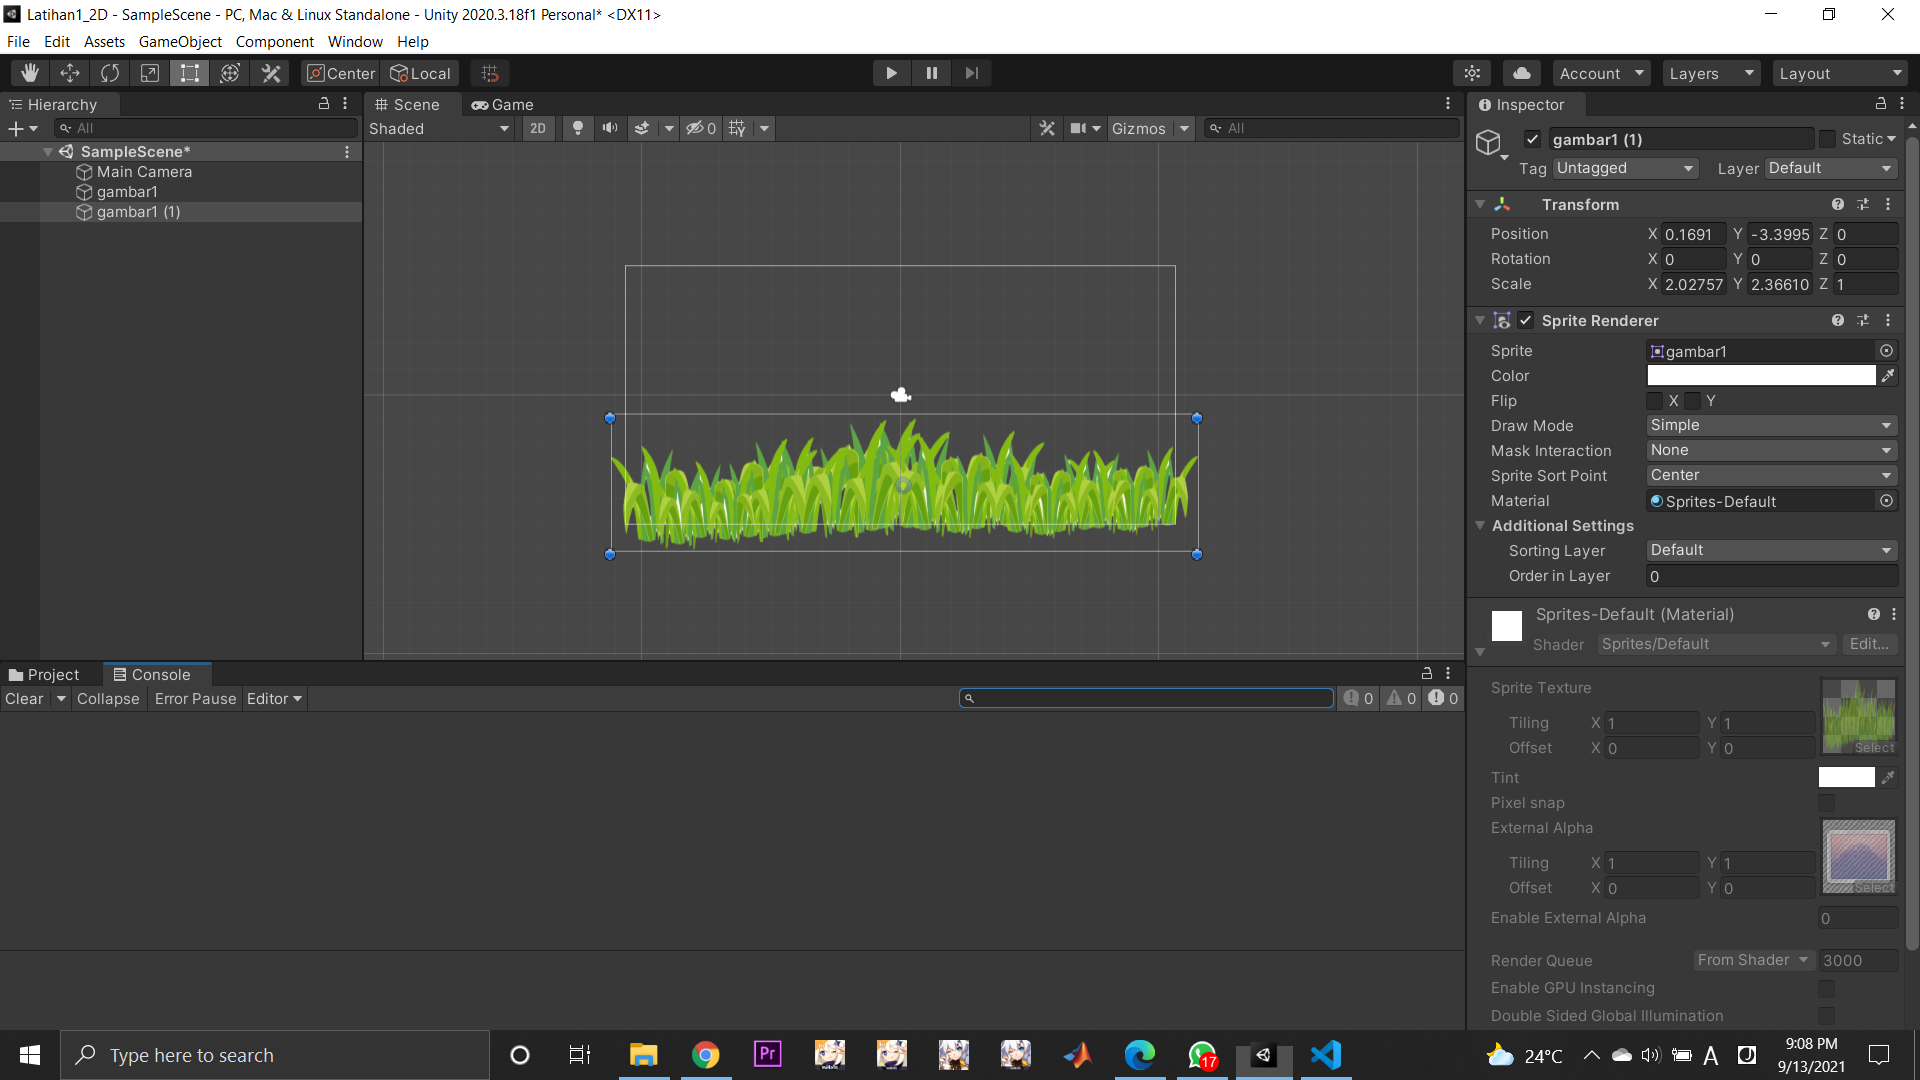 Latihan1_2D - SampleScene - PC, Mac & Linux Standalone - Unity 2020.3.18f1 Personal* <DX11>
File Edit Assets GameObject Component Window Help
Center Local Account Layers Layout
Hierarchy
All
SampleScene*
Main Camera
gambar1
gambar1 (1)
Scene Game
Shaded 2D 0 Gizmos All
Inspector
gambar1 (1) Static
Tag Untagged Layer Default
Transform
Position X 0.1691 Y -3.3995 Z 0
Rotation X 0 Y 0 Z 0
Scale X 2.02757 Y 2.36610 Z 1
Sprite Renderer
Sprite gambar1
Color
Flip X Y
Draw Mode Simple
Mask Interaction None
Sprite Sort Point Center
Material Sprites-Default
Additional Settings
Sorting Layer Default
Order in Layer 0
Sprites-Default (Material)
Shader Sprites/Default Edit...
Sprite Texture
Tiling X 1 Y 1
Offset X 0 Y 0
Select
Tint
Pixel snap
External Alpha
Tiling X 1 Y 1
Offset X 0 Y 0
Select
Enable External Alpha 0
Render Queue From Shader 3000
Enable GPU Instancing
Double Sided Global Illumination
Project Console
Clear Collapse Error Pause Editor 0 0 0
Type here to search
Pr
17
24°C
A
9:08 PM
9/13/2021